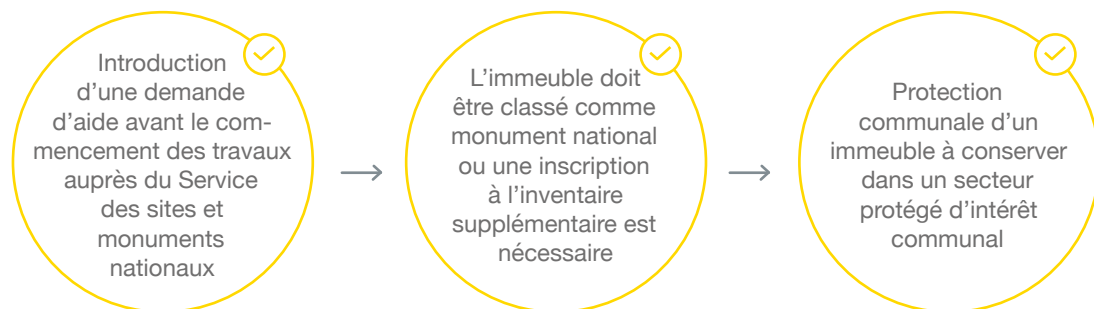 Introduction
d’une demande
d’aide avant le com-
mencement des travaux
auprès du Service
des sites et
monuments
nationaux
L’immeuble doit
être classé comme
monument national
ou une inscription
à l’inventaire
supplémentaire est
nécessaire
Protection
communale d’un
immeuble à conserver
dans un secteur
protégé d’intérêt
communal